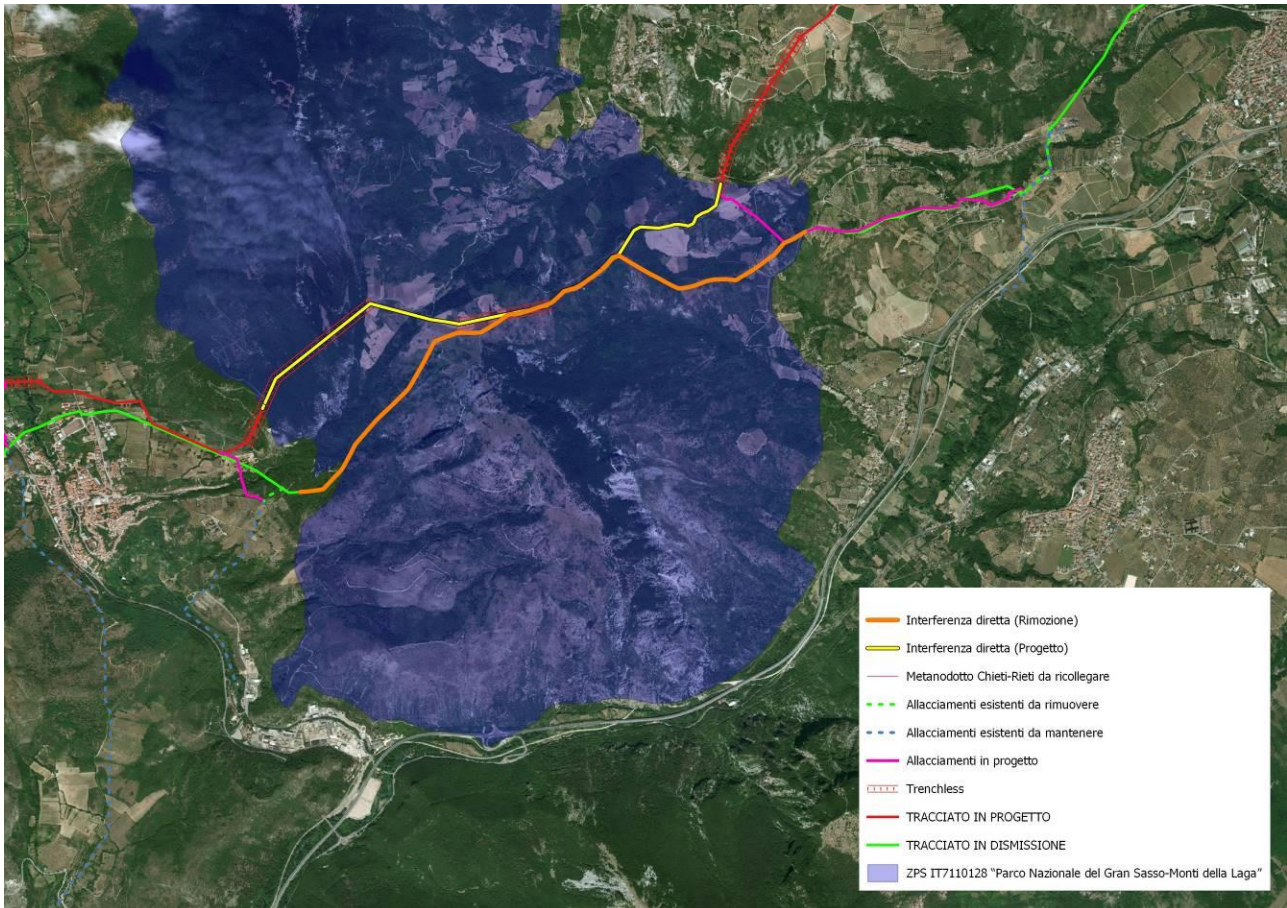 Interferenza diretta (Rimozione)
Interferenza diretta (Progetto)
Metanodotto Chieti-Rieti da ricollegare
Allacciamenti esistenti da rimuovere
Allacciamenti esistenti da mantenere
Allacciamenti in progetto
Trenchless
TRACCIATO IN PROGETTO
TRACCIATO IN DISMISSIONE
ZPS IT7110128 “Parco Nazionale del Gran Sasso-Monti della Laga”